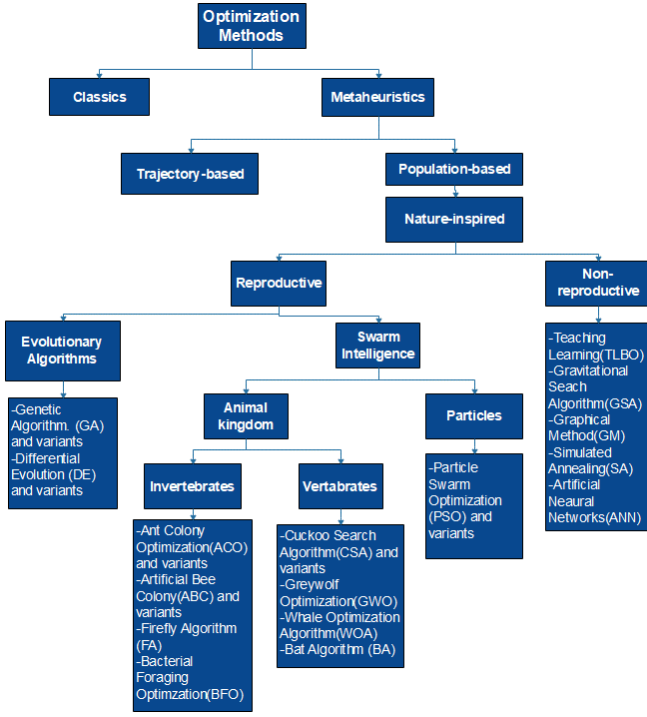 Optimization
Methods
Classics
Metaheuristics
Trajectory-based
Population-based
Nature-inspired
Reproductive
Non-
reproductive
Evolutionary
Algorithms
Swarm
Intelligence
-Teaching
Learning(TLBO)
-Gravitational
Seach
Algorithm(GSA)
-Graphical
Method(GM)
-Simulated
Annealing(SA)
-Artificial
Neaural
Networks(ANN)
-Genetic
Algorithm. (GA) and
variants
-Differential
Evolution (DE)
and variants
Animal
kingdom
Particles
Invertebrates
Vertabrates
-Particle
Swarm
Optimization
(PSO) and
variants
-Ant Colony
Optimization(ACO)
and variants
-Artificial Bee
Colony(ABC) and
variants
-Firefly Algorithm
(FA)
-Bacterial
Foraging
Optimzation(BFO)
-Cuckoo Search
Algorithm(CSA) and
variants
-Greywolf
Optimization(GWO)
-Whale Optimization
Algorithm(WOA)
-Bat Algorithm (BA)